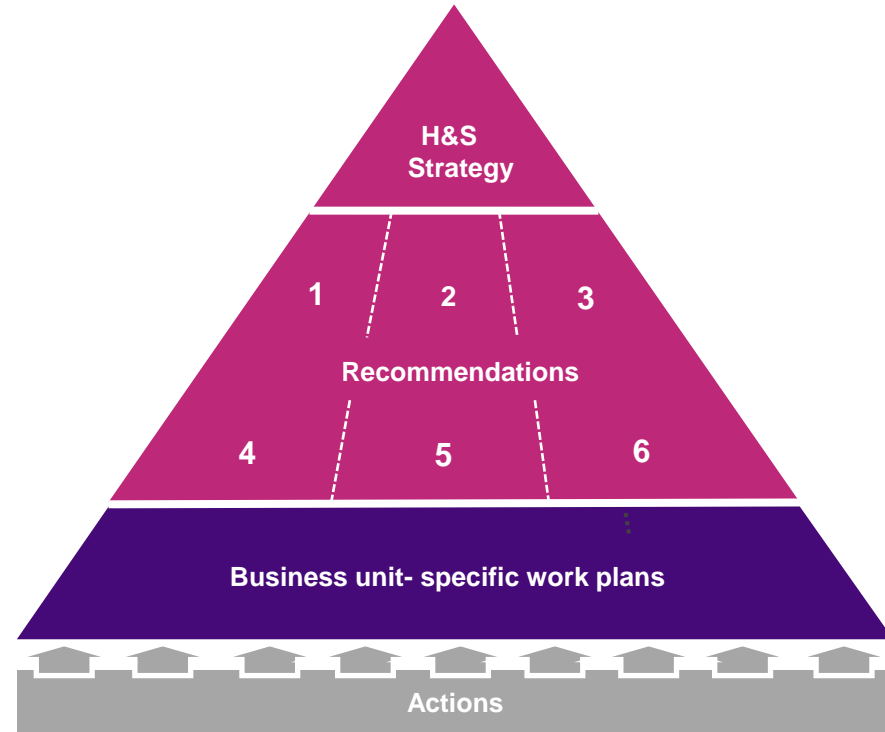 H&S
Strategy
1 2 3
Recommendations
4 5 6
Business unit- specific work plans
Actions